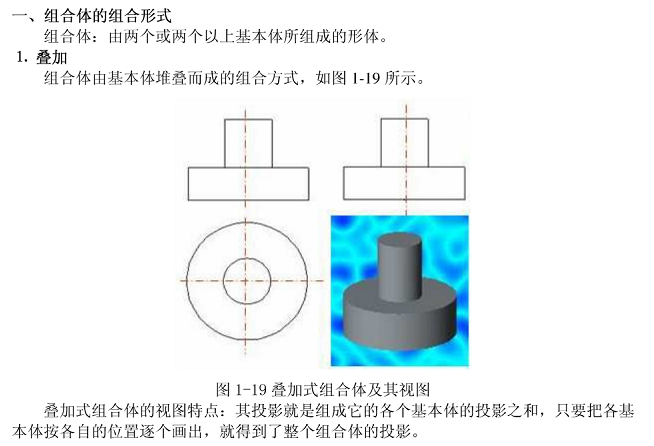 一、组合体的组合形式
组合体：由两个或两个以上基本体所组成的形体。
1. 叠加
组合体由基本体堆叠而成的组合方式，如图 1-19 所示。
图 1-19 叠加式组合体及其视图
叠加式组合体的视图特点：其投影就是组成它的各个基本体的投影之和，只要把各基
本体按各自的位置逐个画出，就得到了整个组合体的投影。